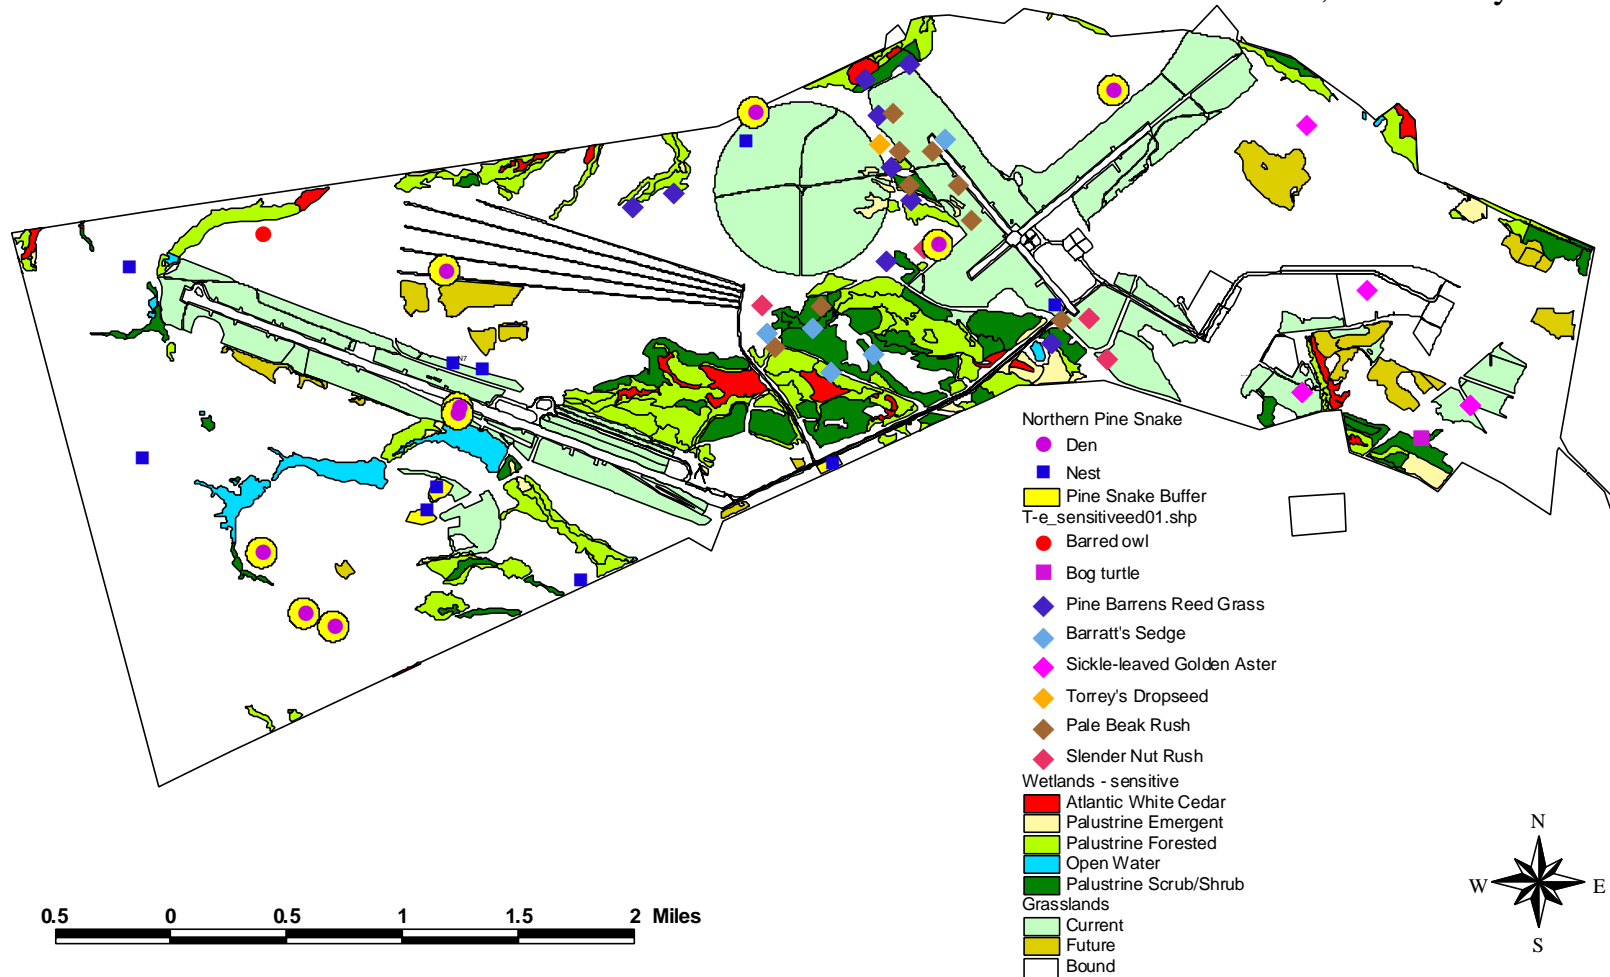 N7
Northern Pine Snake
Den
Nest
Pine Snake Buffer
T-e_sensitiveed01.shp
Barred owl
Bog turtle
Pine Barrens Reed Grass
Barratt's Sedge
Sickle-leaved Golden Aster
Torrey's Dropseed
Pale Beak Rush
Slender Nut Rush
Wetlands - sensitive
Atlantic White Cedar
Palustrine Emergent
Palustrine Forested
Open Water
Palustrine Scrub/Shrub
Grasslands
Current
Future
Bound
N
W E
S
0.5 0 0.5 1 1.5 2 Miles